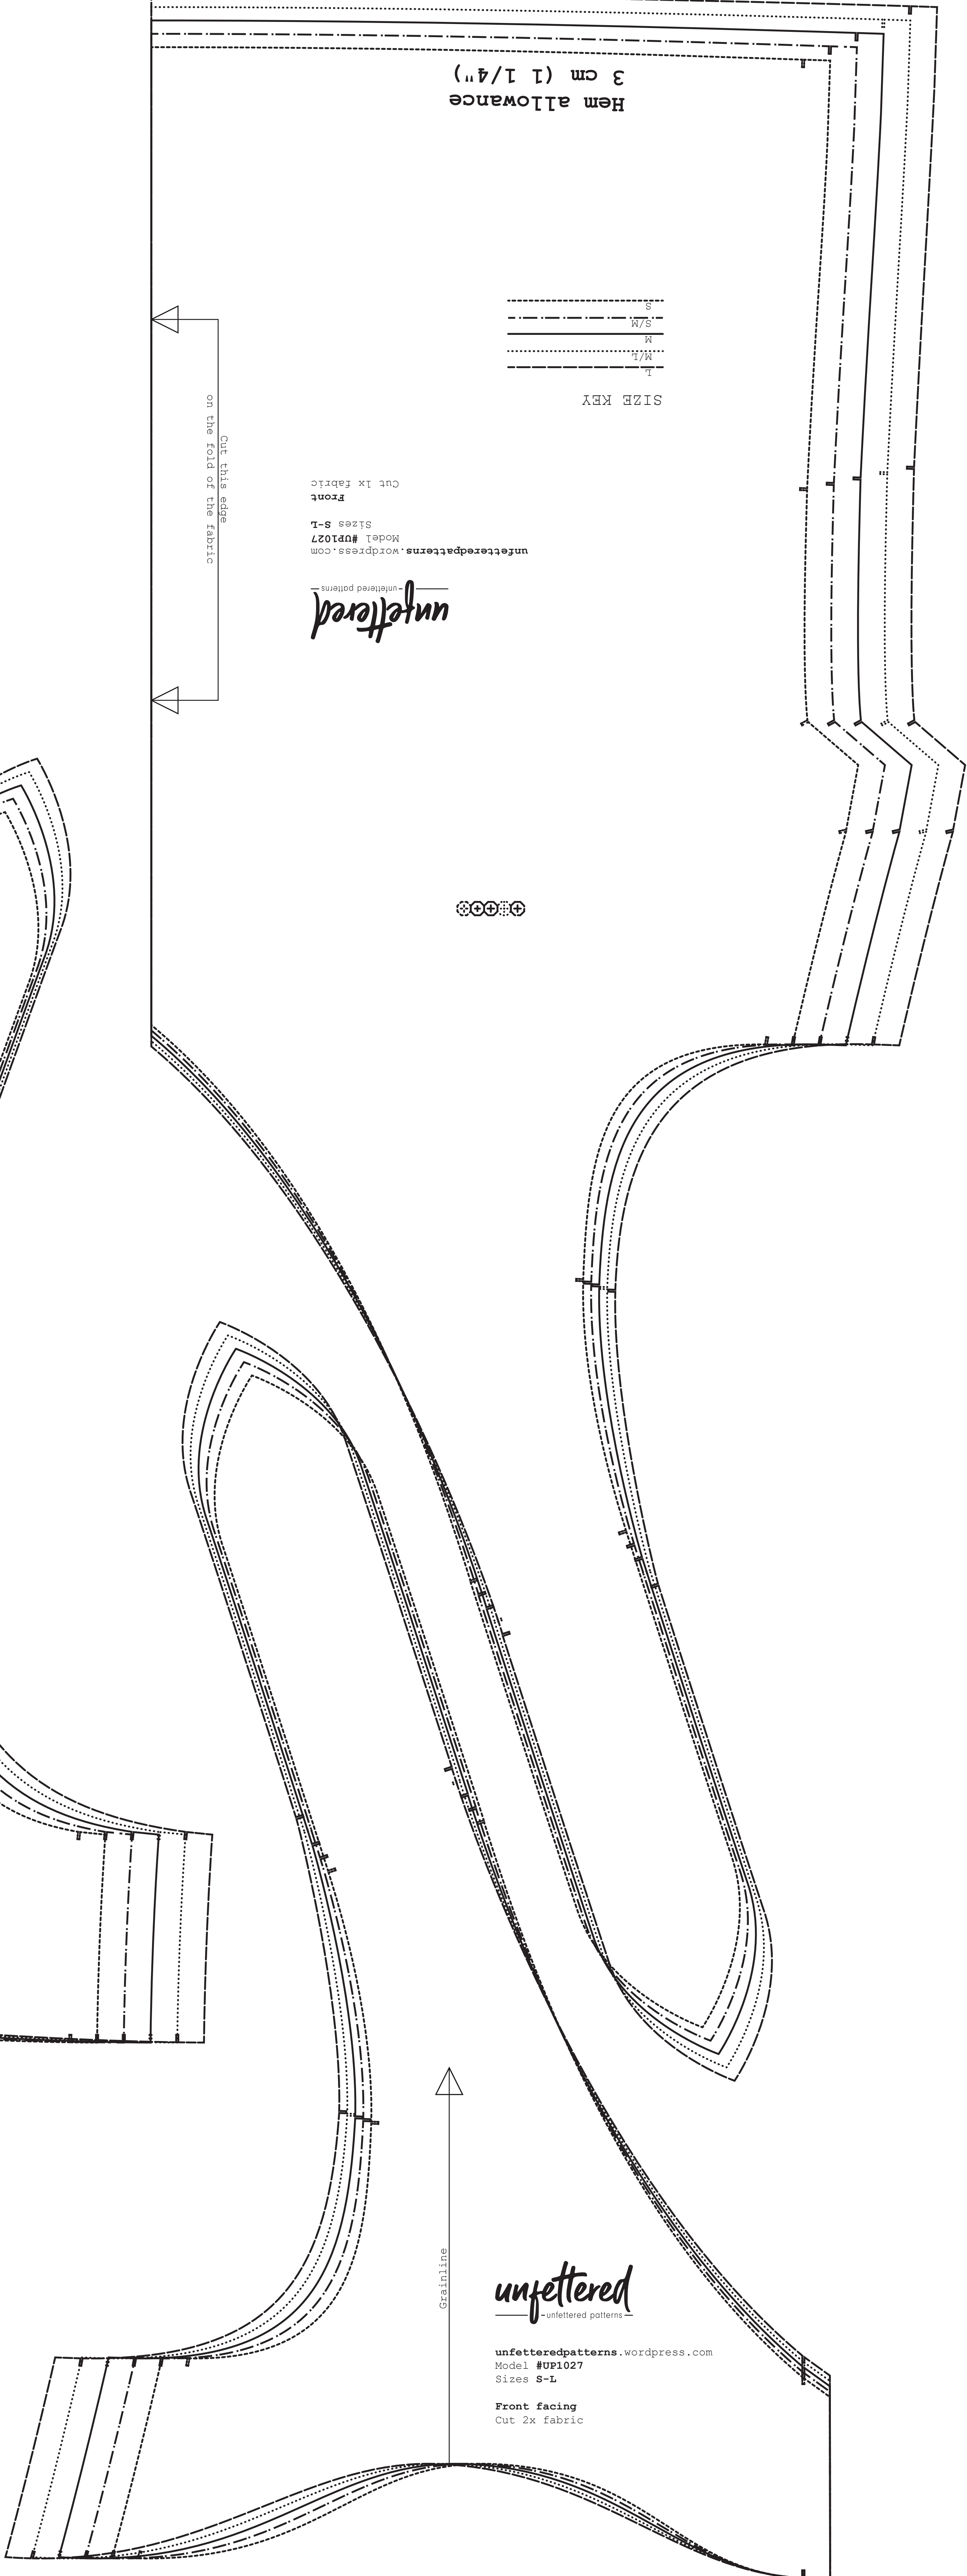 Hem allowance
3 cm (1 1/4")
SIZE KEY
L
M/L
M
S/M
S
Cut this edge
on the fold of the fabric
unfettered
unfettered patterns
unfetteredpatterns.wordpress.com
Model #UP1027
Sizes S-L
Front
Cut 1x fabric
Grainline
unfettered
unfettered patterns
unfetteredpatterns.wordpress.com
Model #UP1027
Sizes S-L
Front facing
Cut 2x fabric